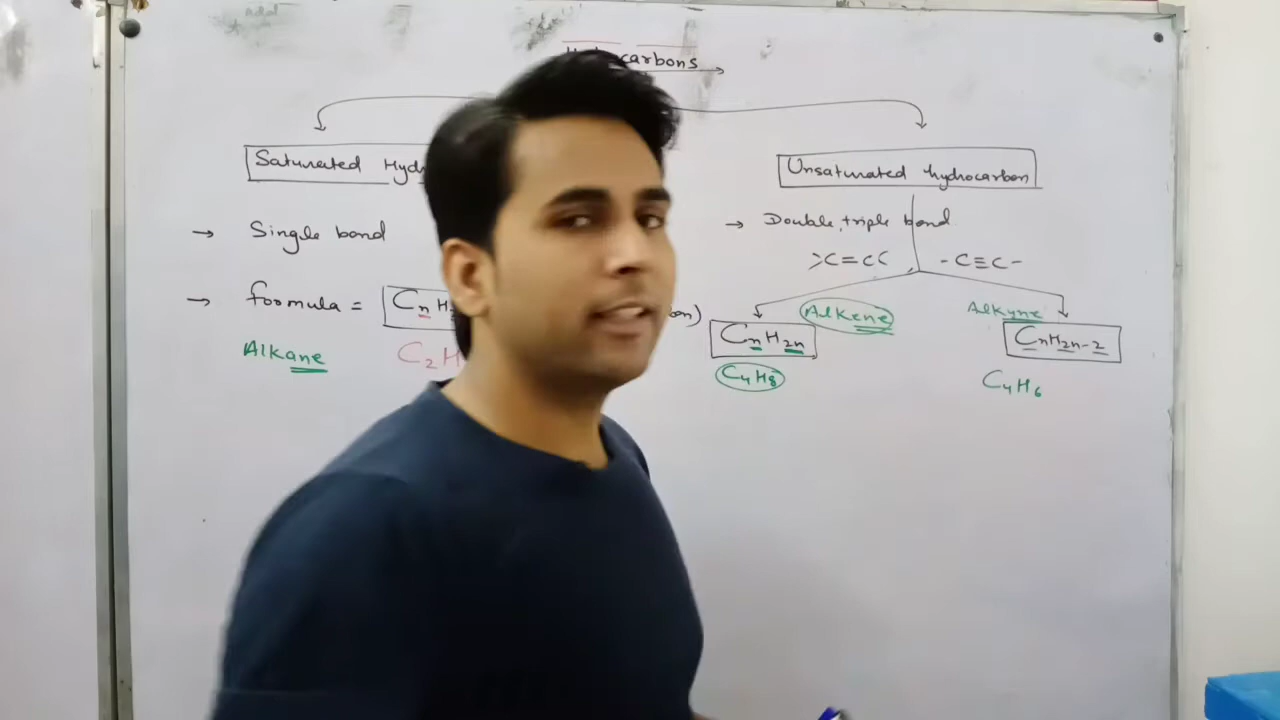 carbons
Saturated Hyd
Unsaturated hydrocarbon
→ Single bond
→ Double, triple bond
>C=C<
-C≡C-
→ formula = CnH
on)
Alkene
Alkyne
CnH2n
CnH2n-2
Alkane
C2H
C4H8
C4H6